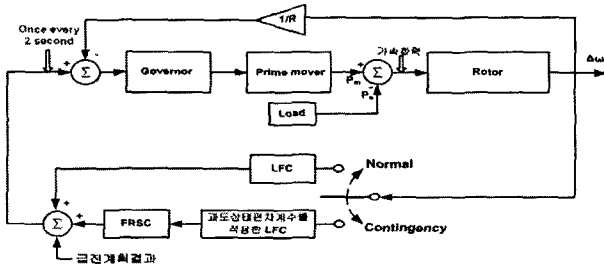 1/R
Once every
2 second
가속전력
Σ
Governor
Prime mover
Pm
Σ
Pe
Rotor
Δω
Load
LFC
Normal
Σ
FRSC
과도상태편차계수를
적용한 LFC
Contingency
급전계획결과